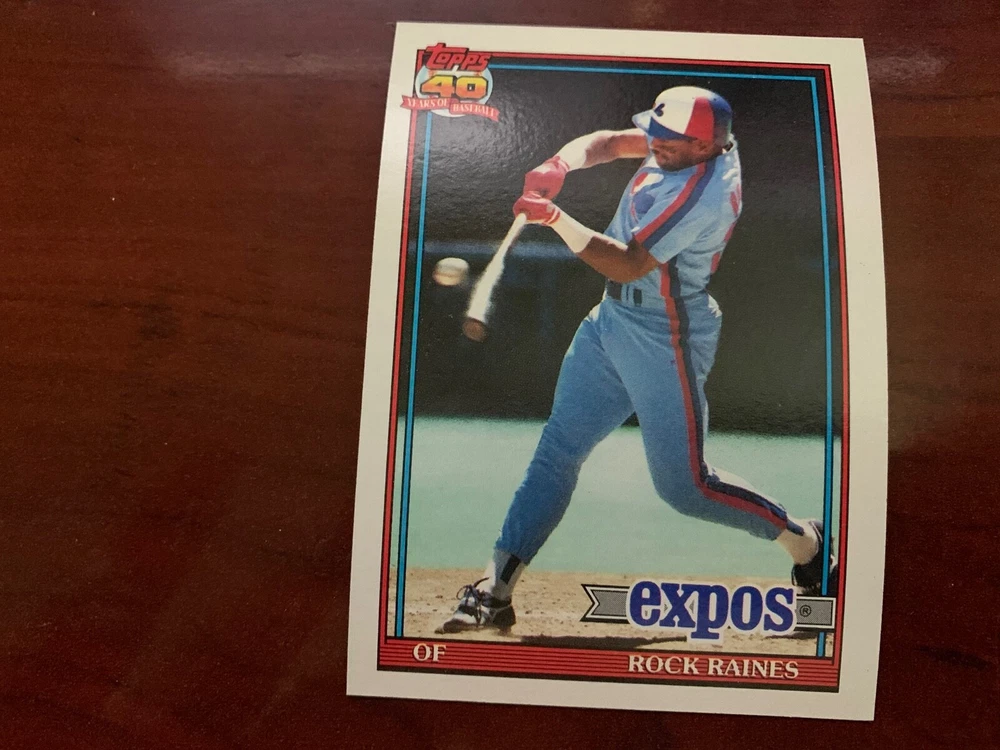 TOPPS
40
YEARS OF BASEBALL
expos®
OF
ROCK RAINES